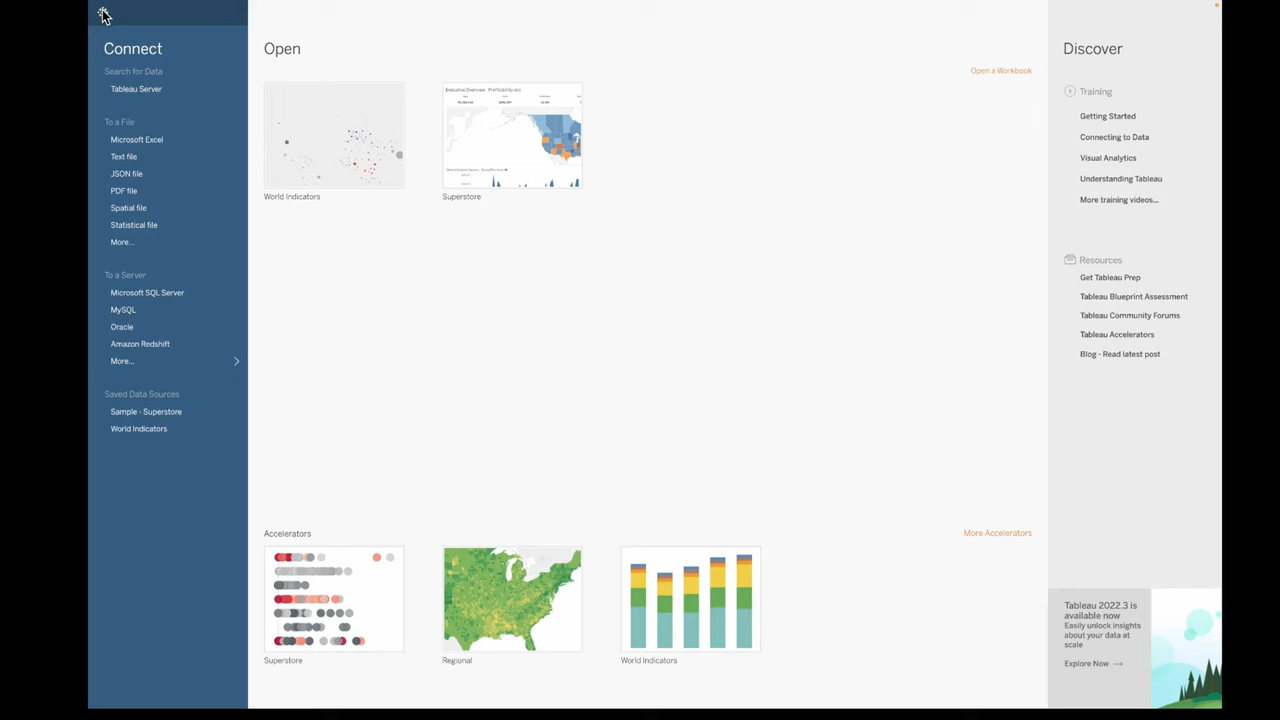 Connect
Search for Data
Tableau Server
To a File
Microsoft Excel
Text file
JSON file
PDF file
Spatial file
Statistical file
More...
To a Server
Microsoft SQL Server
MySQL
Oracle
Amazon Redshift
More...
Saved Data Sources
Sample - Superstore
World Indicators
Open
Open a Workbook
World Indicators
Superstore
Accelerators
More Accelerators
Superstore
Regional
World Indicators
Discover
Training
Getting Started
Connecting to Data
Visual Analytics
Understanding Tableau
More training videos...
Resources
Get Tableau Prep
Tableau Blueprint Assessment
Tableau Community Forums
Tableau Accelerators
Blog - Read latest post
Tableau 2022.3 is
available now
Easily unlock insights
about your data at
scale
Explore Now →